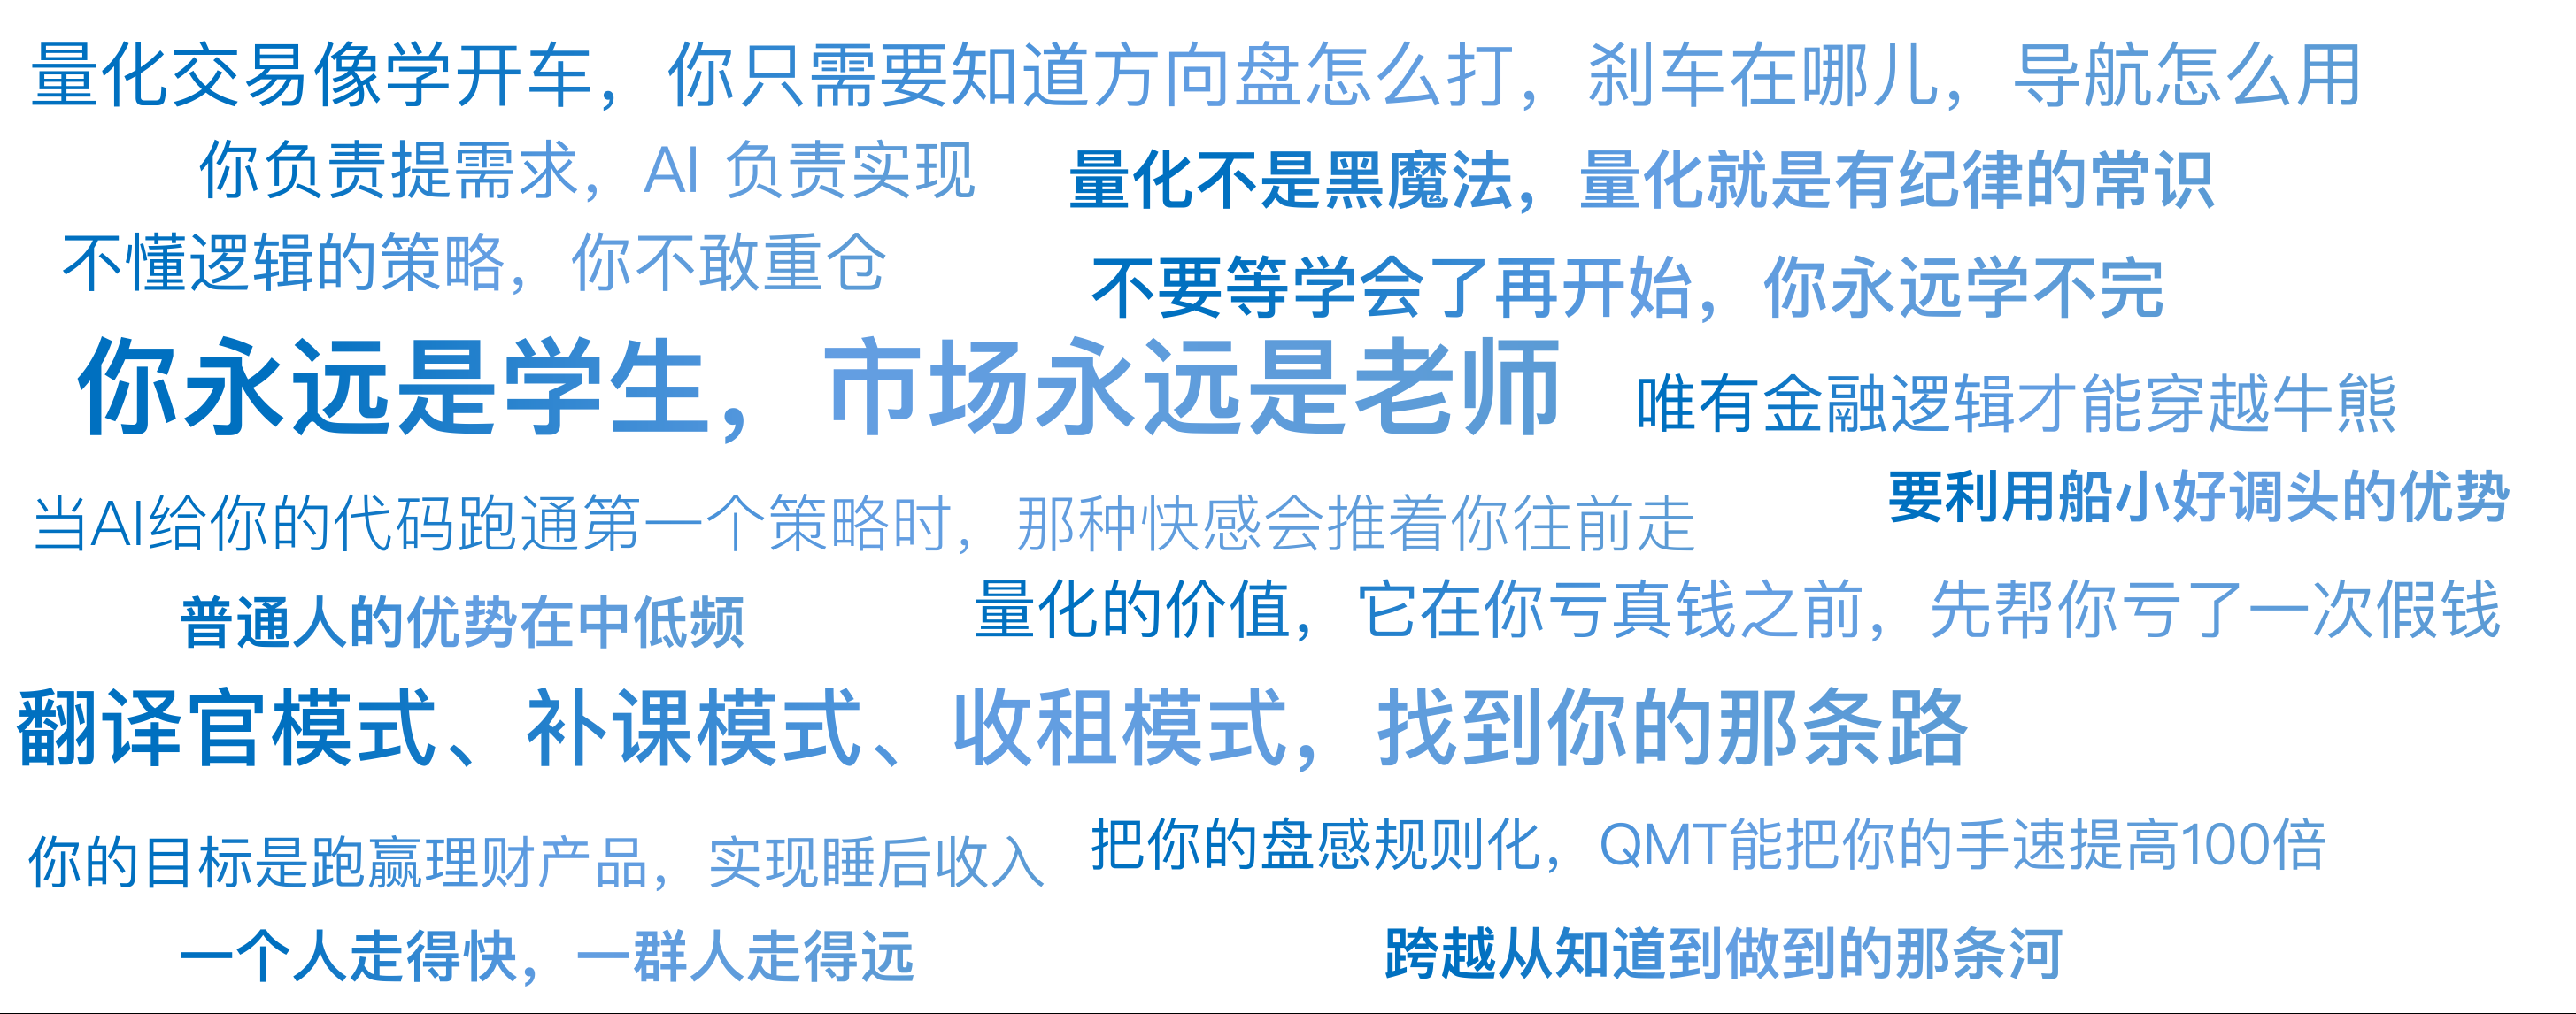 量化交易像学开车，你只需要知道方向盘怎么打，刹车在哪儿，导航怎么用
你负责提需求，AI 负责实现
量化不是黑魔法，量化就是有纪律的常识
不懂逻辑的策略，你不敢重仓
不要等学会了再开始，你永远学不完
你永远是学生，市场永远是老师
唯有金融逻辑才能穿越牛熊
要利用船小好调头的优势
当AI给你的代码跑通第一个策略时，那种快感会推着你往前走
普通人的优势在中低频
量化的价值，它在你亏真钱之前，先帮你亏了一次假钱
翻译官模式、补课模式、收租模式，找到你的那条路
你的目标是跑赢理财产品，实现睡后收入
把你的盘感规则化，QMT能把你的手速提高100倍
一个人走得快，一群人走得远
跨越从知道到做到的那条河